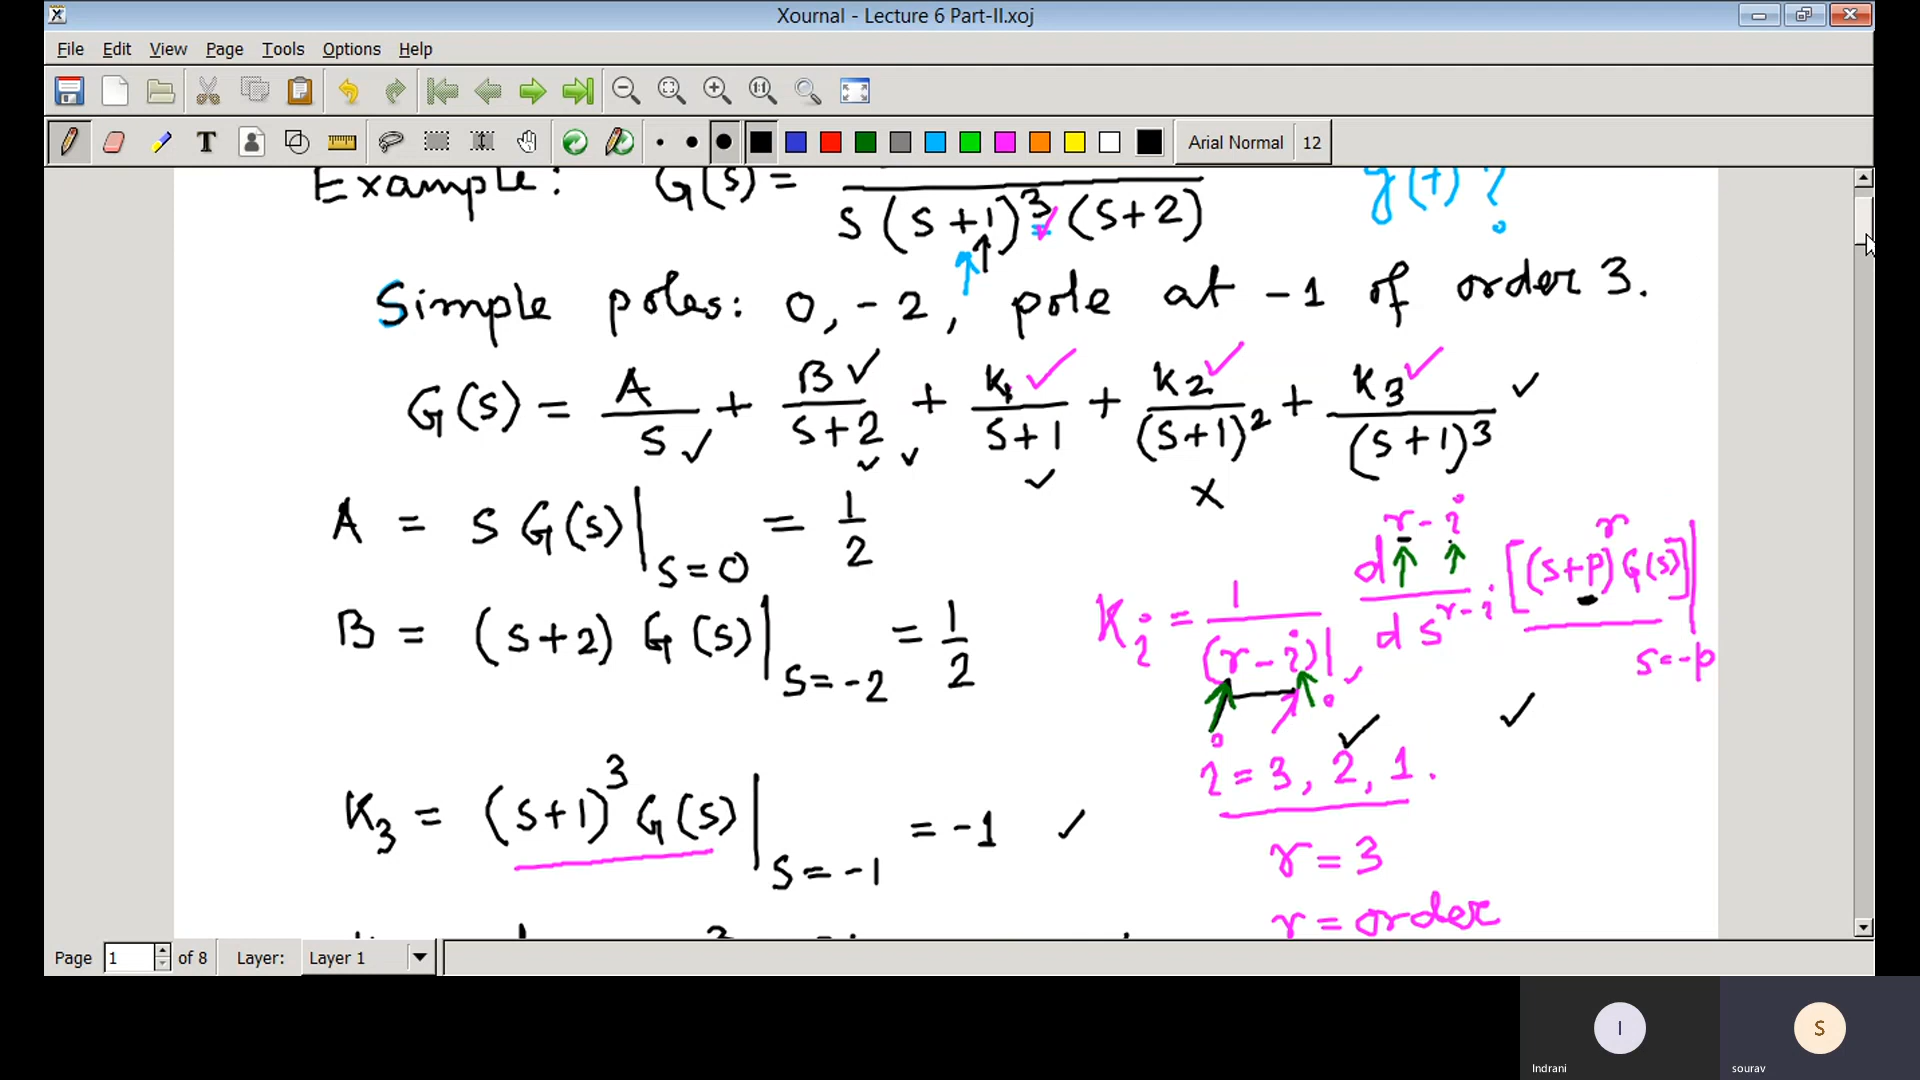 Xournal - Lecture 6 Part-II.xoj
File Edit View Page Tools Options Help
Arial Normal 12
Example: G(s) =
s (s+1)³ (s+2)
g(t) ?
Simple poles: 0, -2, pole at -1 of order 3.
G(s) = A/s + B/(s+2) + K1/(s+1) + K2/(s+1)² + K3/(s+1)³
A = s G(s)|s=0 = 1/2
B = (s+2) G(s)|s=-2 = 1/2
Ki = 1/(r-i)! d^(r-i)/ds^(r-i) [(s+p)^r G(s)]|s=-p
i = 3, 2, 1.
K3 = (s+1)³ G(s)|s=-1 = -1
r = 3
r = order
Page 1 of 8 Layer: Layer 1
I
S
Indrani
sourav